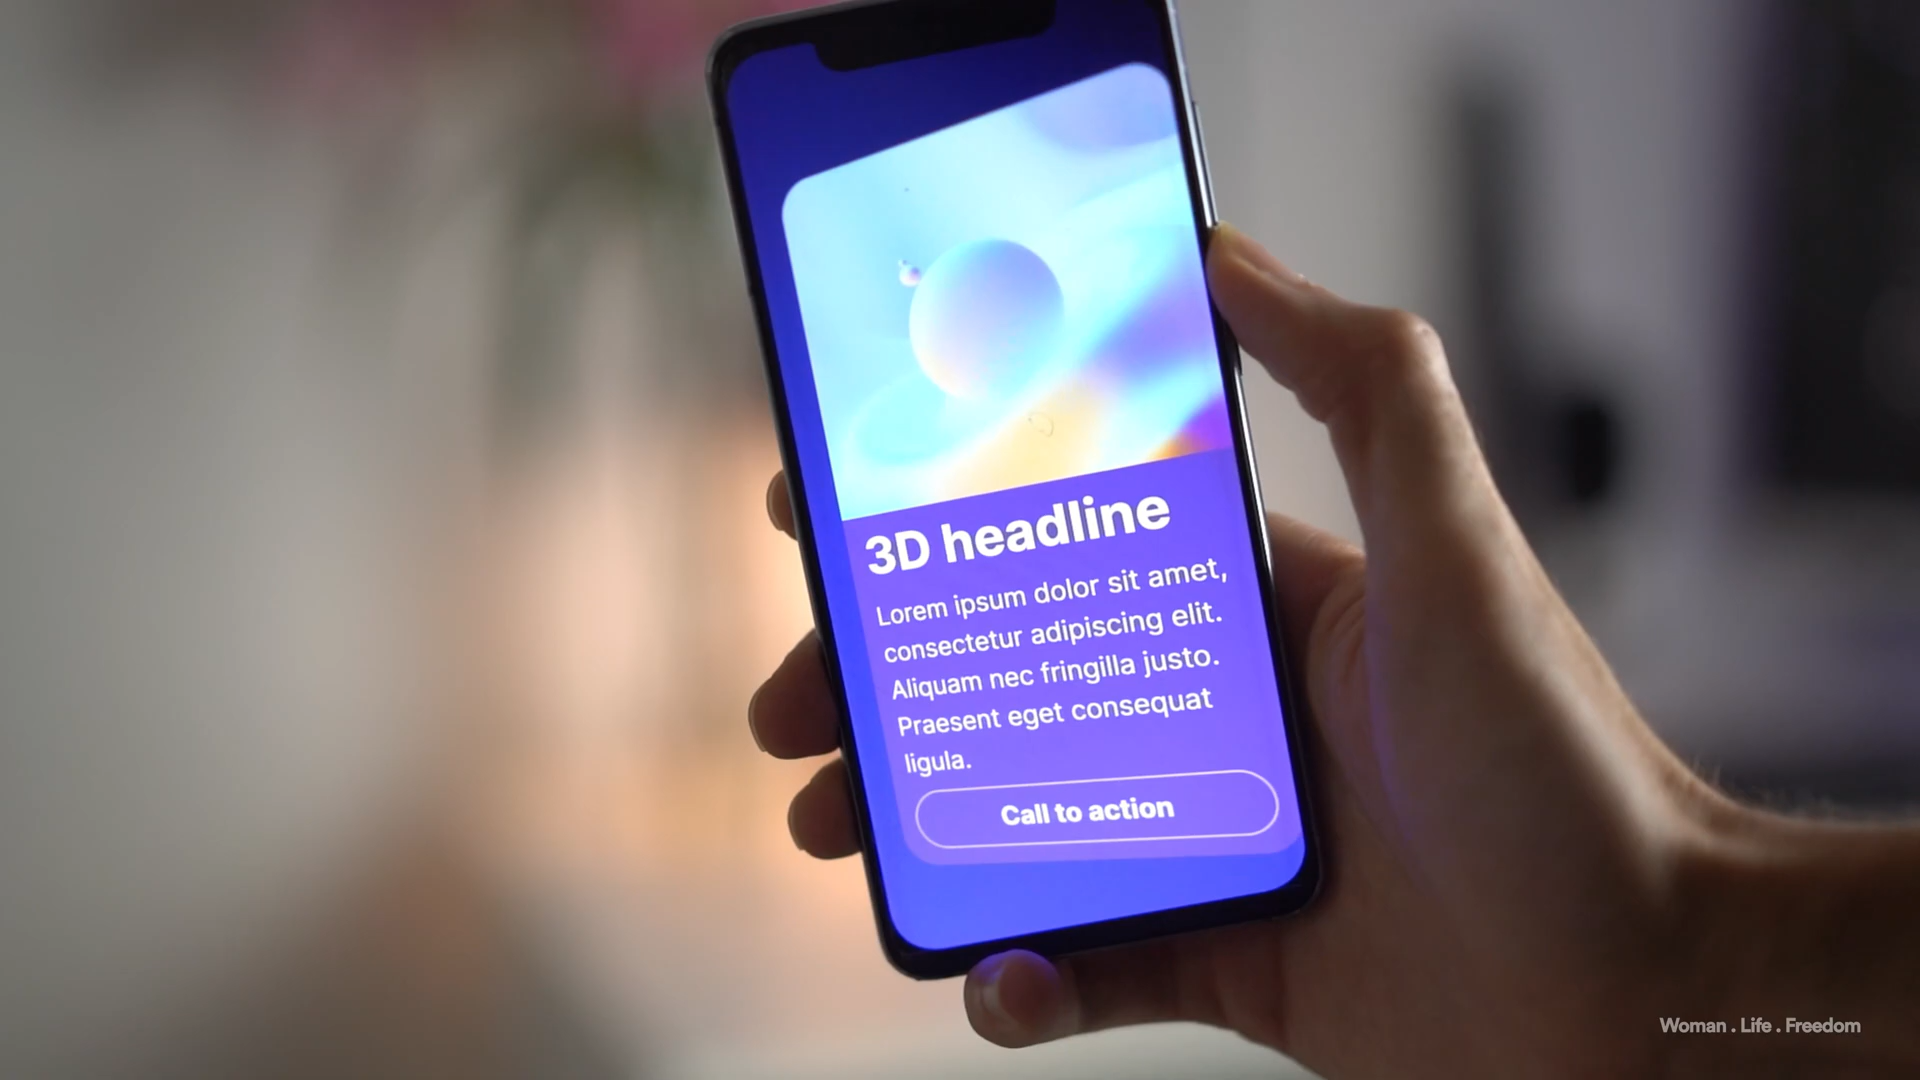 3D headline
Lorem ipsum dolor sit amet,
consectetur adipiscing elit.
Aliquam nec fringilla justo.
Praesent eget consequat
ligula.
Call to action
Woman . Life . Freedom